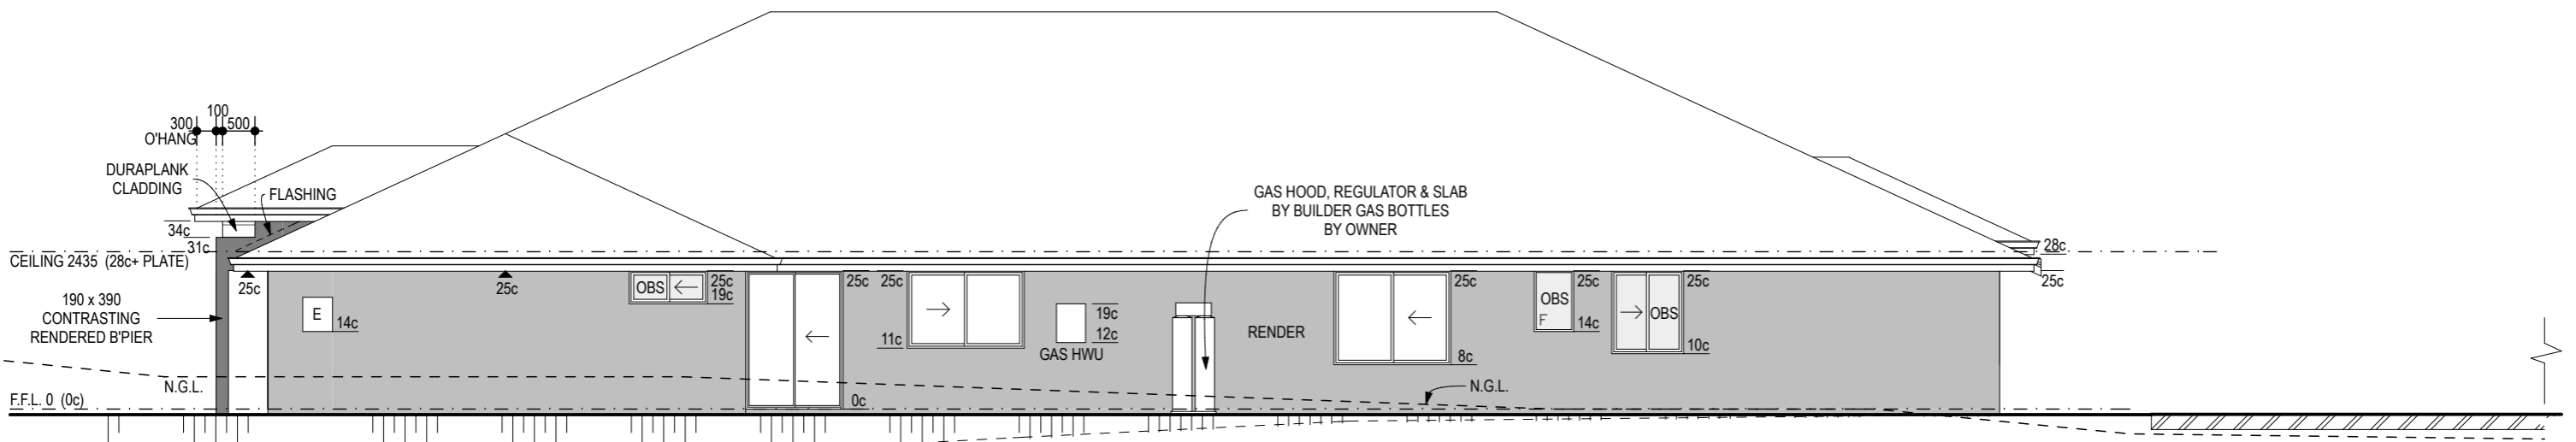 100
300
500
O'HANG
DURAPLANK
CLADDING
FLASHING
GAS HOOD, REGULATOR & SLAB
BY BUILDER GAS BOTTLES
BY OWNER
34c
31c
28c
CEILING 2435 (28c+ PLATE)
25c
25c
25c
190 x 390
CONTRASTING
RENDERED B'PIER
E
14c
OBS
25c
19c
25c
0c
25c
11c
19c
12c
GAS HWU
RENDER
25c
8c
OBS
F
25c
14c
OBS
25c
10c
N.G.L.
N.G.L.
F.F.L. 0 (0c)